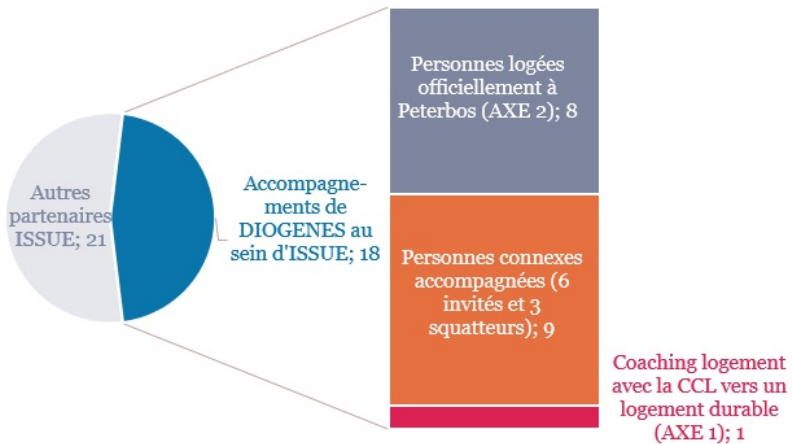 Autres
partenaires
ISSUE; 21
Accompagne-
ments de
DIOGENES au
sein d'ISSUE; 18
Personnes logées
officiellement à
Peterbos (AXE 2); 8
Personnes connexes
accompagnées (6
invités et 3
squatteurs); 9
Coaching logement
avec la CCL vers un
logement durable
(AXE 1); 1